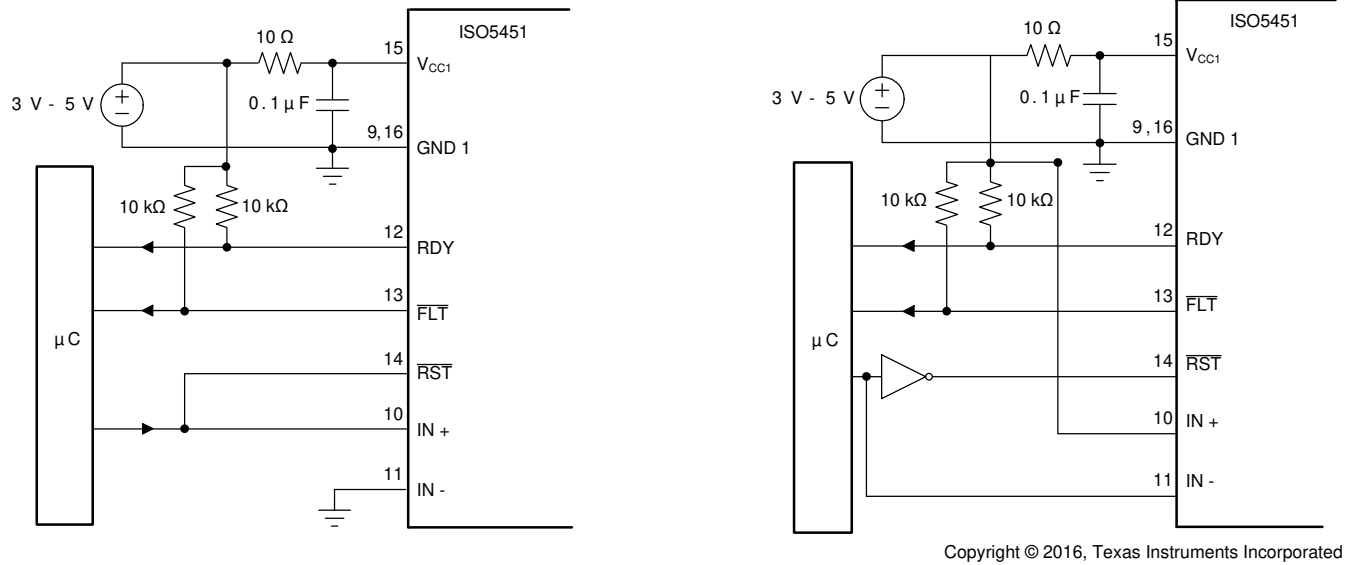 ISO5451
10 Ω
15
VCC1
3 V - 5 V
+
−
0.1 µF
9, 16
GND 1
10 kΩ
10 kΩ
12
RDY
13
FLT
µC
14
RST
10
IN +
11
IN -
ISO5451
10 Ω
15
VCC1
3 V - 5 V
+
−
0.1 µF
9, 16
GND 1
10 kΩ
10 kΩ
12
RDY
13
FLT
µC
14
RST
10
IN +
11
IN -
Copyright © 2016, Texas Instruments Incorporated